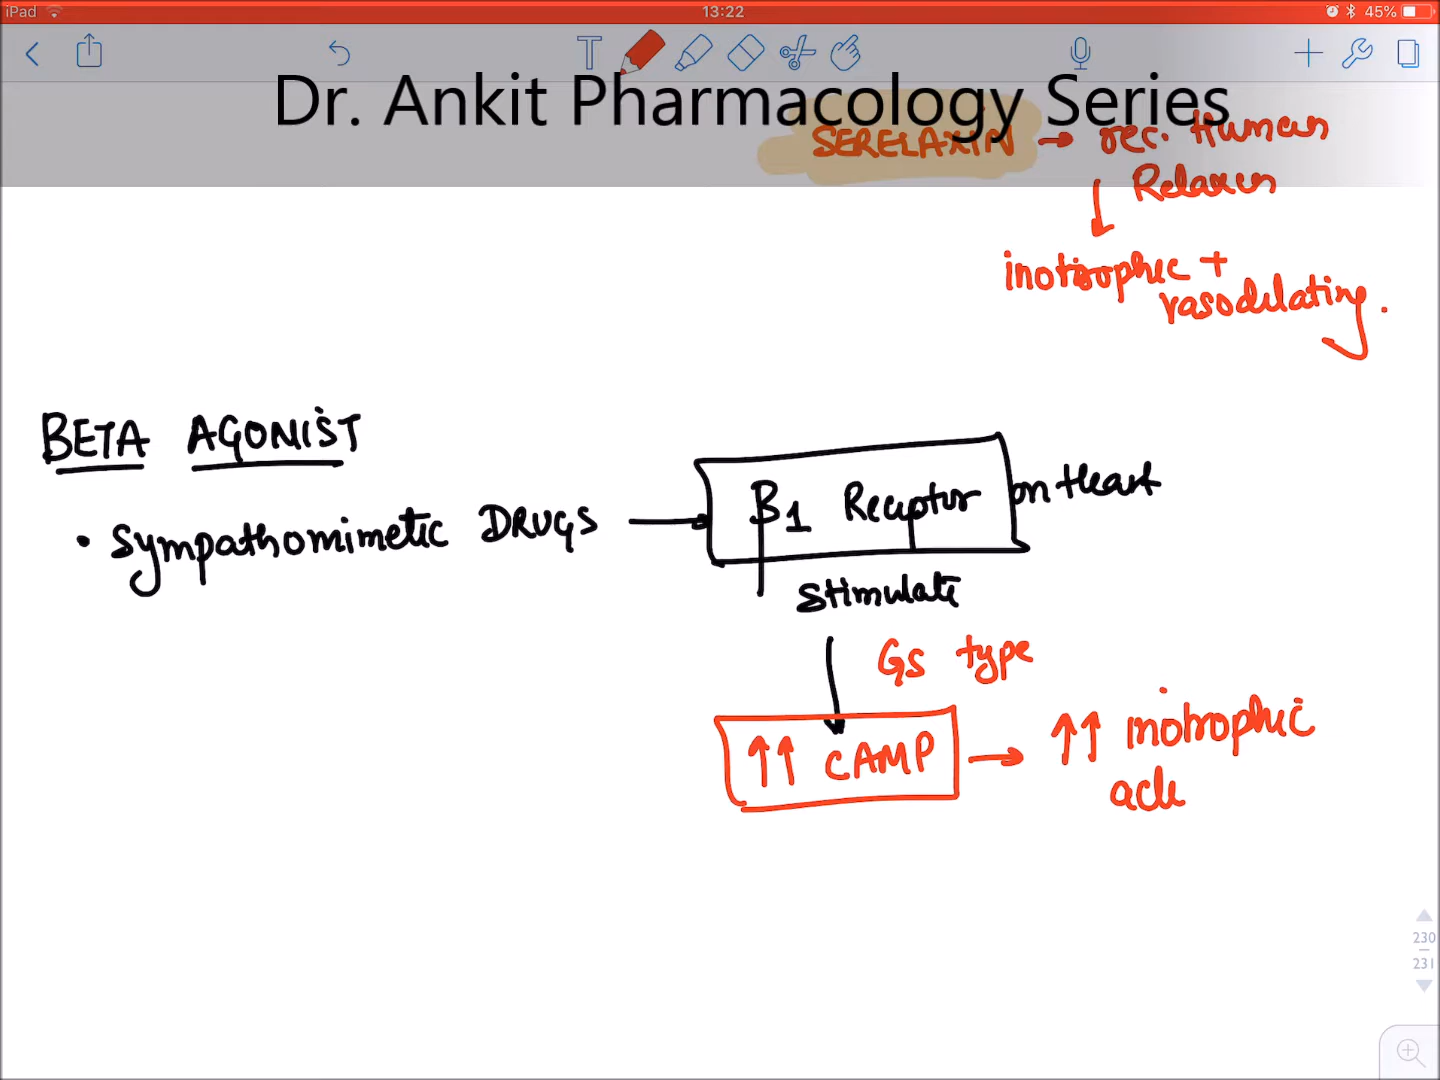 iPad 13:22 45%
T
Dr. Ankit Pharmacology Series
SERELAXIN → rec. Human
Relaxin
↓
inotrophic +
vasodilating.
BETA AGONIST
• Sympathomimetic DRUGS → β1 Receptor on Heart
Stimulate
↓ Gs type
↑↑ cAMP → ↑↑ inotrophic
230
231